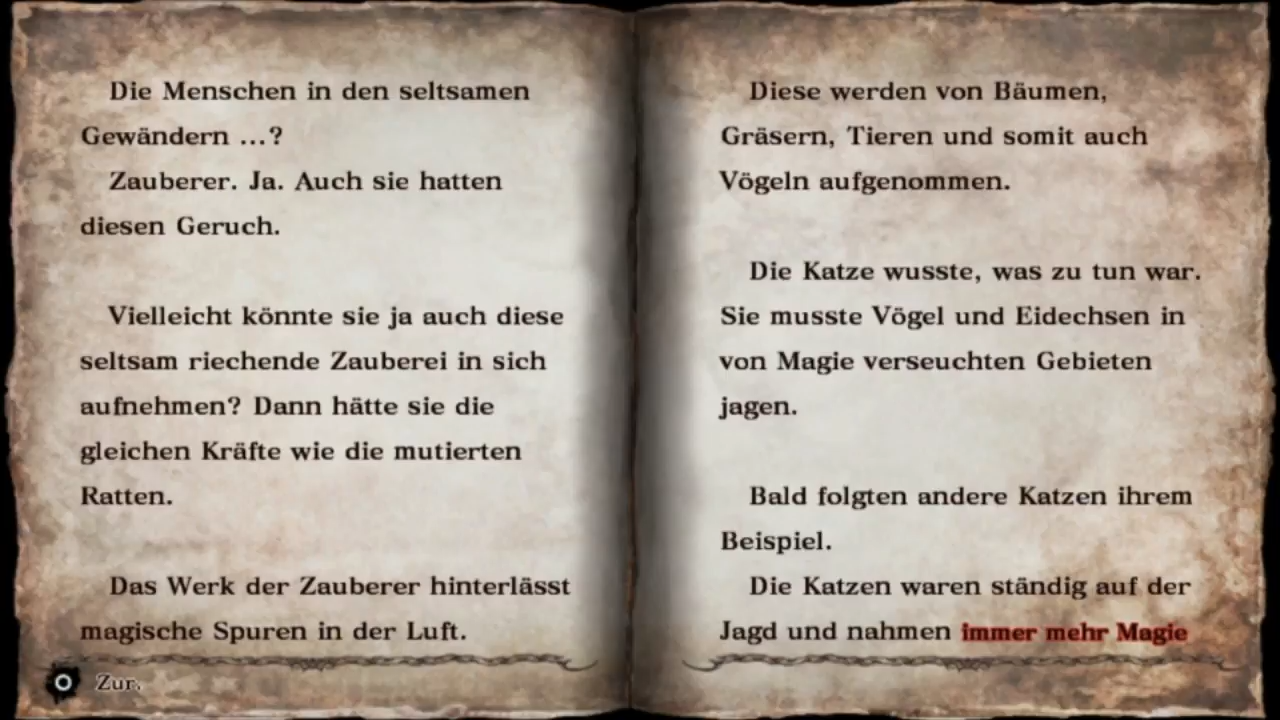 Die Menschen in den seltsamen
Gewändern ...?
Zauberer. Ja. Auch sie hatten
diesen Geruch.
Vielleicht könnte sie ja auch diese
seltsam riechende Zauberei in sich
aufnehmen? Dann hätte sie die
gleichen Kräfte wie die mutierten
Ratten.
Das Werk der Zauberer hinterlässt
magische Spuren in der Luft.
Diese werden von Bäumen,
Gräsern, Tieren und somit auch
Vögeln aufgenommen.
Die Katze wusste, was zu tun war.
Sie musste Vögel und Eidechsen in
von Magie verseuchten Gebieten
jagen.
Bald folgten andere Katzen ihrem
Beispiel.
Die Katzen waren ständig auf der
Jagd und nahmen immer mehr Magie
Zur.